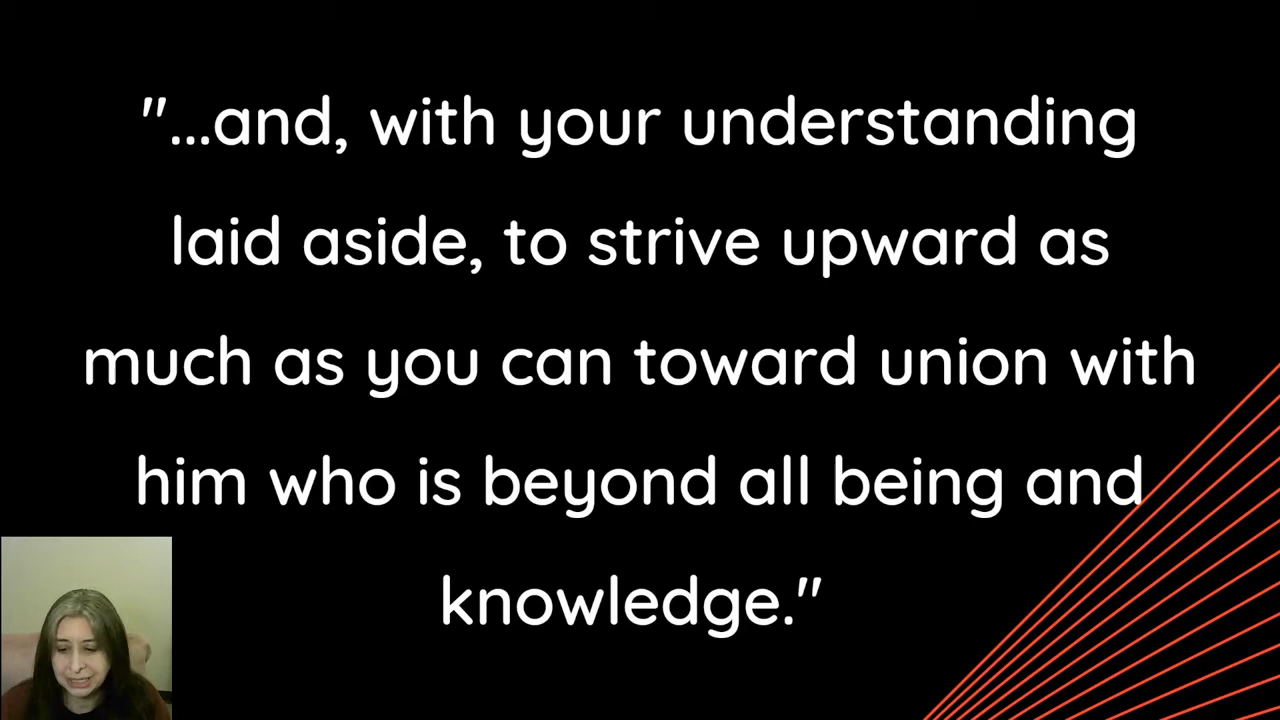 "...and, with your understanding
laid aside, to strive upward as
much as you can toward union with
him who is beyond all being and
knowledge."